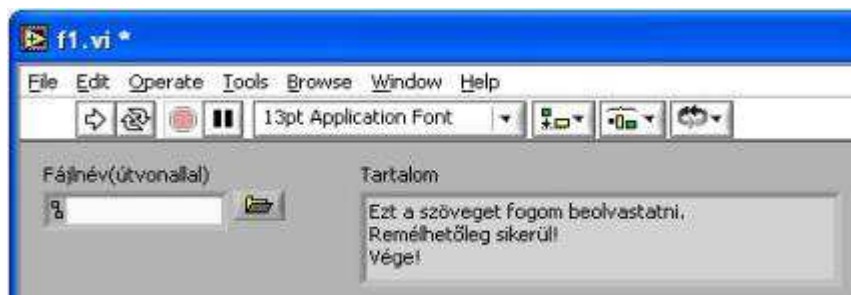 f1.vi *
File Edit Operate Tools Browse Window Help
13pt Application Font
Fájlnév(útvonallal)
Tartalom
Ezt a szöveget fogom beolvastatni.
Remélhetőleg sikerül!
Vége!